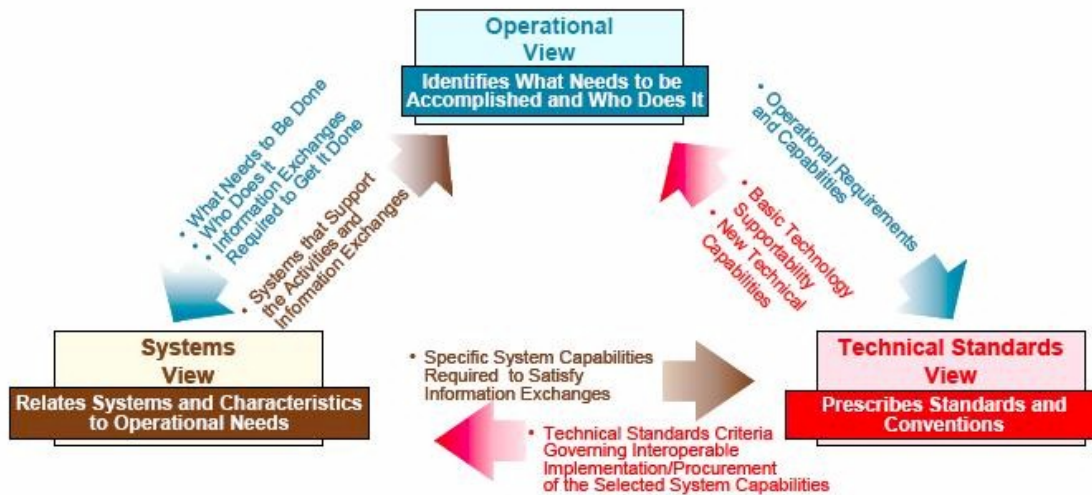 Operational
View
Identifies What Needs to be
Accomplished and Who Does It
• What Needs to Be Done
• Who Does It
• Information Exchanges
Required to Get It Done
• Systems that Support
the Activities and
Information Exchanges
• Operational Requirements
and Capabilities
• Basic Technology
Supportability
• New Technical
Capabilities
Systems
View
Relates Systems and Characteristics
to Operational Needs
• Specific System Capabilities
Required to Satisfy
Information Exchanges
• Technical Standards Criteria
Governing Interoperable
Implementation/Procurement
of the Selected System Capabilities
Technical Standards
View
Prescribes Standards and
Conventions